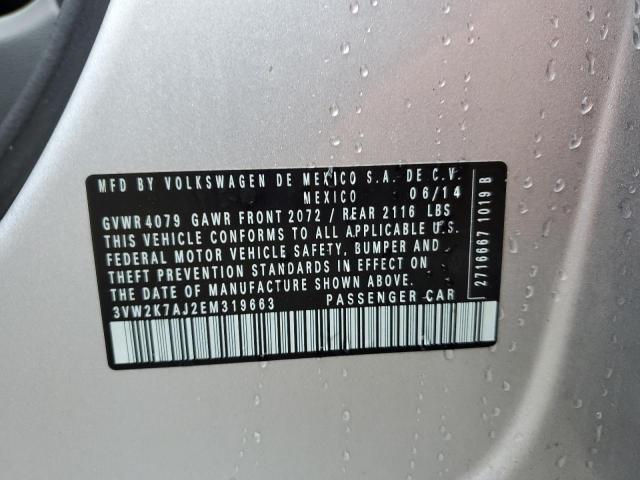 MFD BY VOLKSWAGEN DE MEXICO S.A. DE C.V.
MEXICO 06/14
GVWR 4079 GAWR FRONT 2072 / REAR 2116 LBS
THIS VEHICLE CONFORMS TO ALL APPLICABLE U.S.
FEDERAL MOTOR VEHICLE SAFETY, BUMPER AND
THEFT PREVENTION STANDARDS IN EFFECT ON
THE DATE OF MANUFACTURE SHOWN ABOVE.
3VW2K7AJ2EM319663 PASSENGER CAR
2716667 1019 B